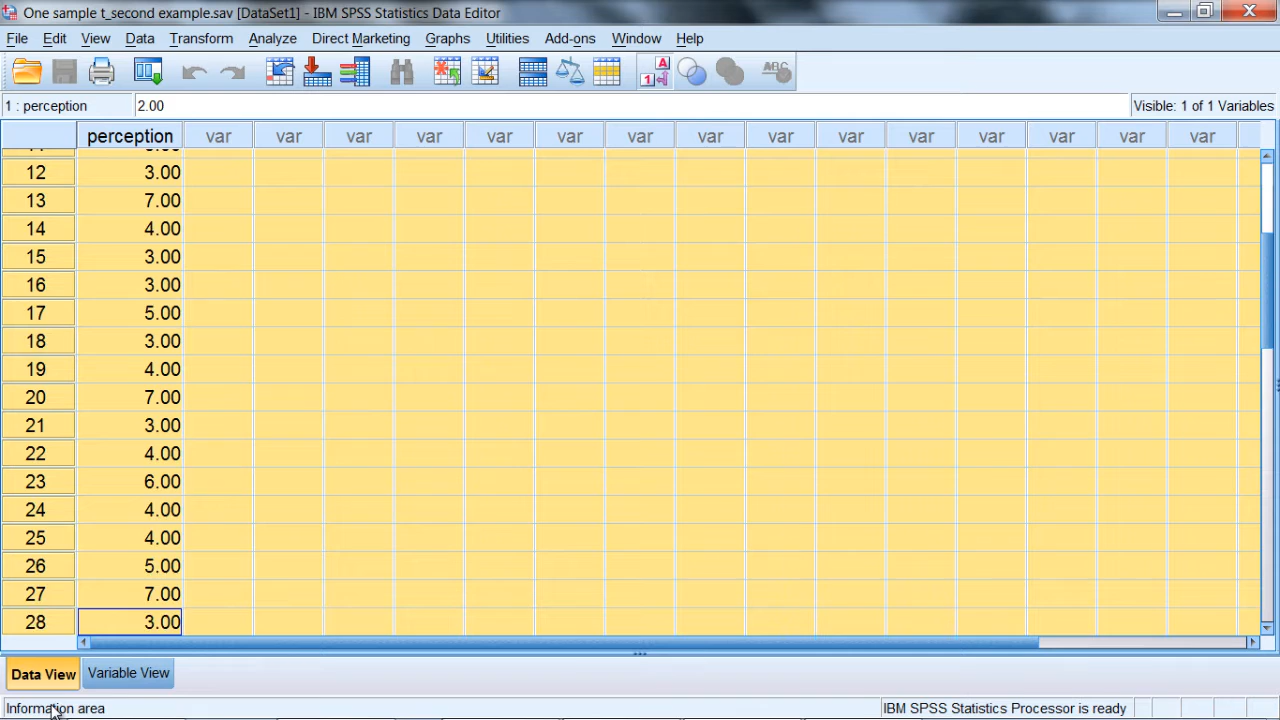 One sample t_second example.sav [DataSet1] - IBM SPSS Statistics Data Editor
File Edit View Data Transform Analyze Direct Marketing Graphs Utilities Add-ons Window Help
A
1
ABC
1 : perception 2.00 Visible: 1 of 1 Variables
perception var var var var var var var var var var var var var var var
12 3.00
13 7.00
14 4.00
15 3.00
16 3.00
17 5.00
18 3.00
19 4.00
20 7.00
21 3.00
22 4.00
23 6.00
24 4.00
25 4.00
26 5.00
27 7.00
28 3.00
Data View Variable View
Information area IBM SPSS Statistics Processor is ready